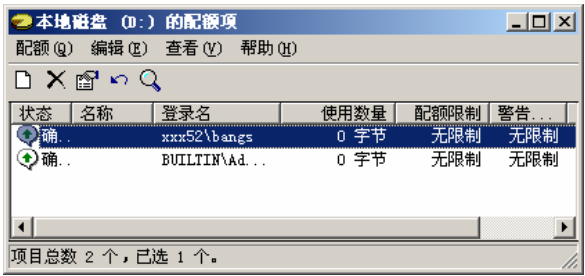 本地磁盘 (D:) 的配额项
配额(Q) 编辑(E) 查看(V) 帮助(H)
状态 名称 登录名 使用数量 配额限制 警告...
确.. xxx52\bangs 0 字节 无限制 无限制
确.. BUILTIN\Ad... 0 字节 无限制 无限制
项目总数 2 个，已选 1 个。